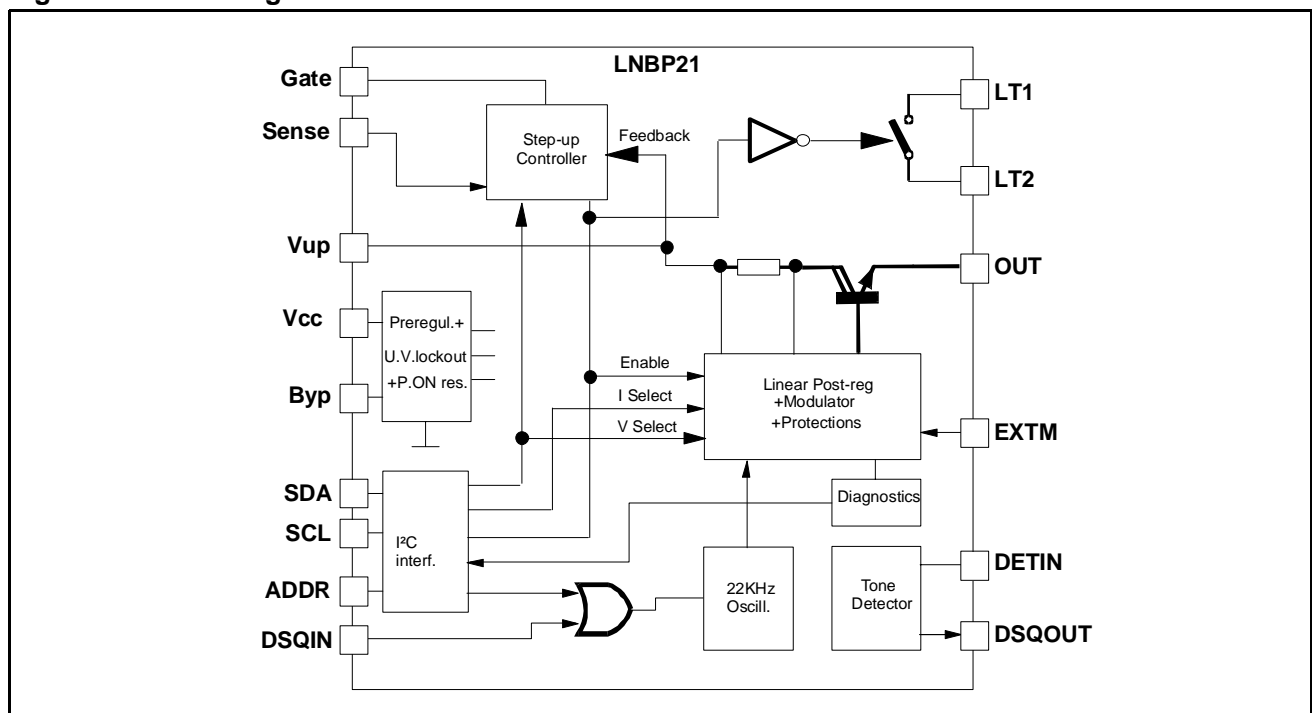 LNBP21
Gate
LT1
Sense
Step-up
Controller
Feedback
LT2
Vup
OUT
Vcc
Preregul.+
U.V.lockout
+P.ON res.
Byp
Enable
I Select
V Select
Linear Post-reg
+Modulator
+Protections
EXTM
SDA
SCL
I²C
interf.
Diagnostics
ADDR
DSQIN
22KHz
Oscill.
Tone
Detector
DETIN
DSQOUT